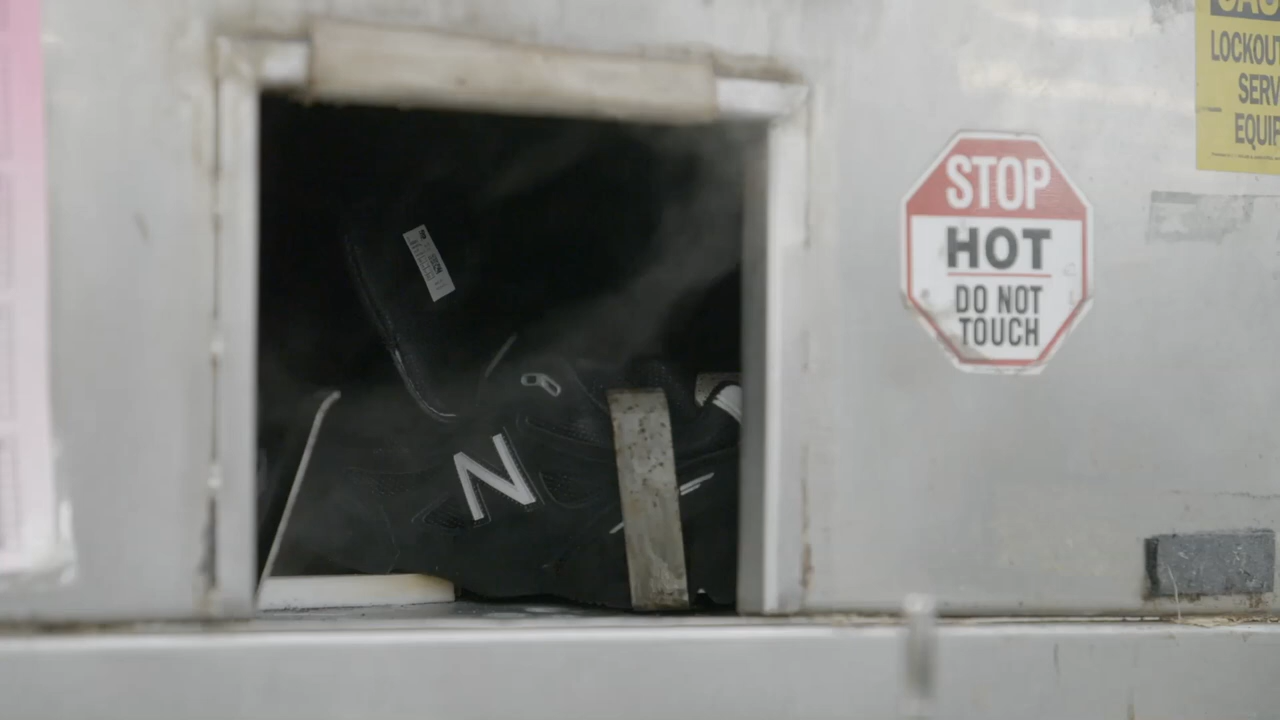 N
STOP
HOT
DO NOT
TOUCH
LOCKOUT
SERV
EQUIP